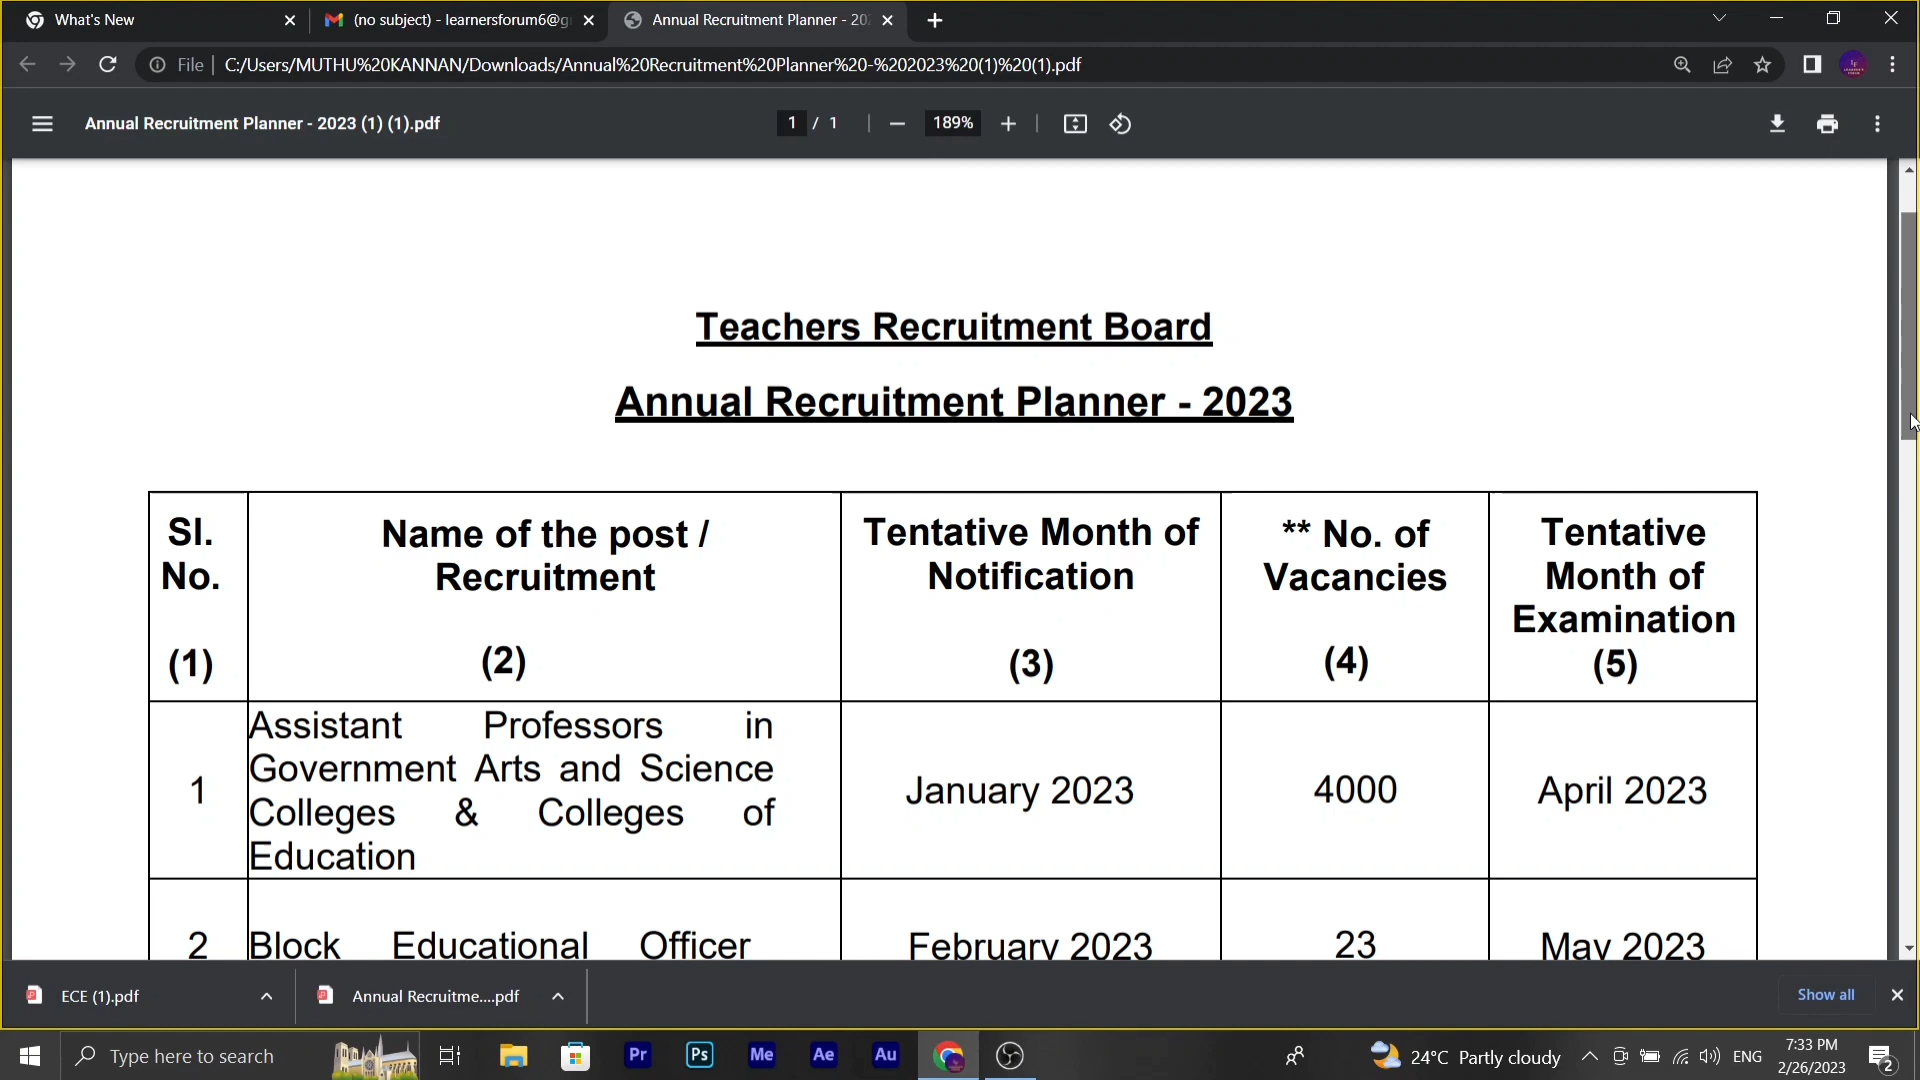 What's New
(no subject) - learnersforum6@g
Annual Recruitment Planner - 202
File
C:/Users/MUTHU%20KANNAN/Downloads/Annual%20Recruitment%20Planner%20-%202023%20(1)%20(1).pdf
Annual Recruitment Planner - 2023 (1) (1).pdf
1 / 1
189%
Teachers Recruitment Board
Annual Recruitment Planner - 2023
Sl. No. (1)
Name of the post / Recruitment (2)
Tentative Month of Notification (3)
** No. of Vacancies (4)
Tentative Month of Examination (5)
1
Assistant Professors in
Government Arts and Science
Colleges & Colleges of
Education
January 2023
4000
April 2023
2
Block Educational Officer
February 2023
23
May 2023
ECE (1).pdf
Annual Recruitme....pdf
Show all
Type here to search
Pr
Ps
Me
Ae
Au
24°C Partly cloudy
ENG
7:33 PM
2/26/2023
2